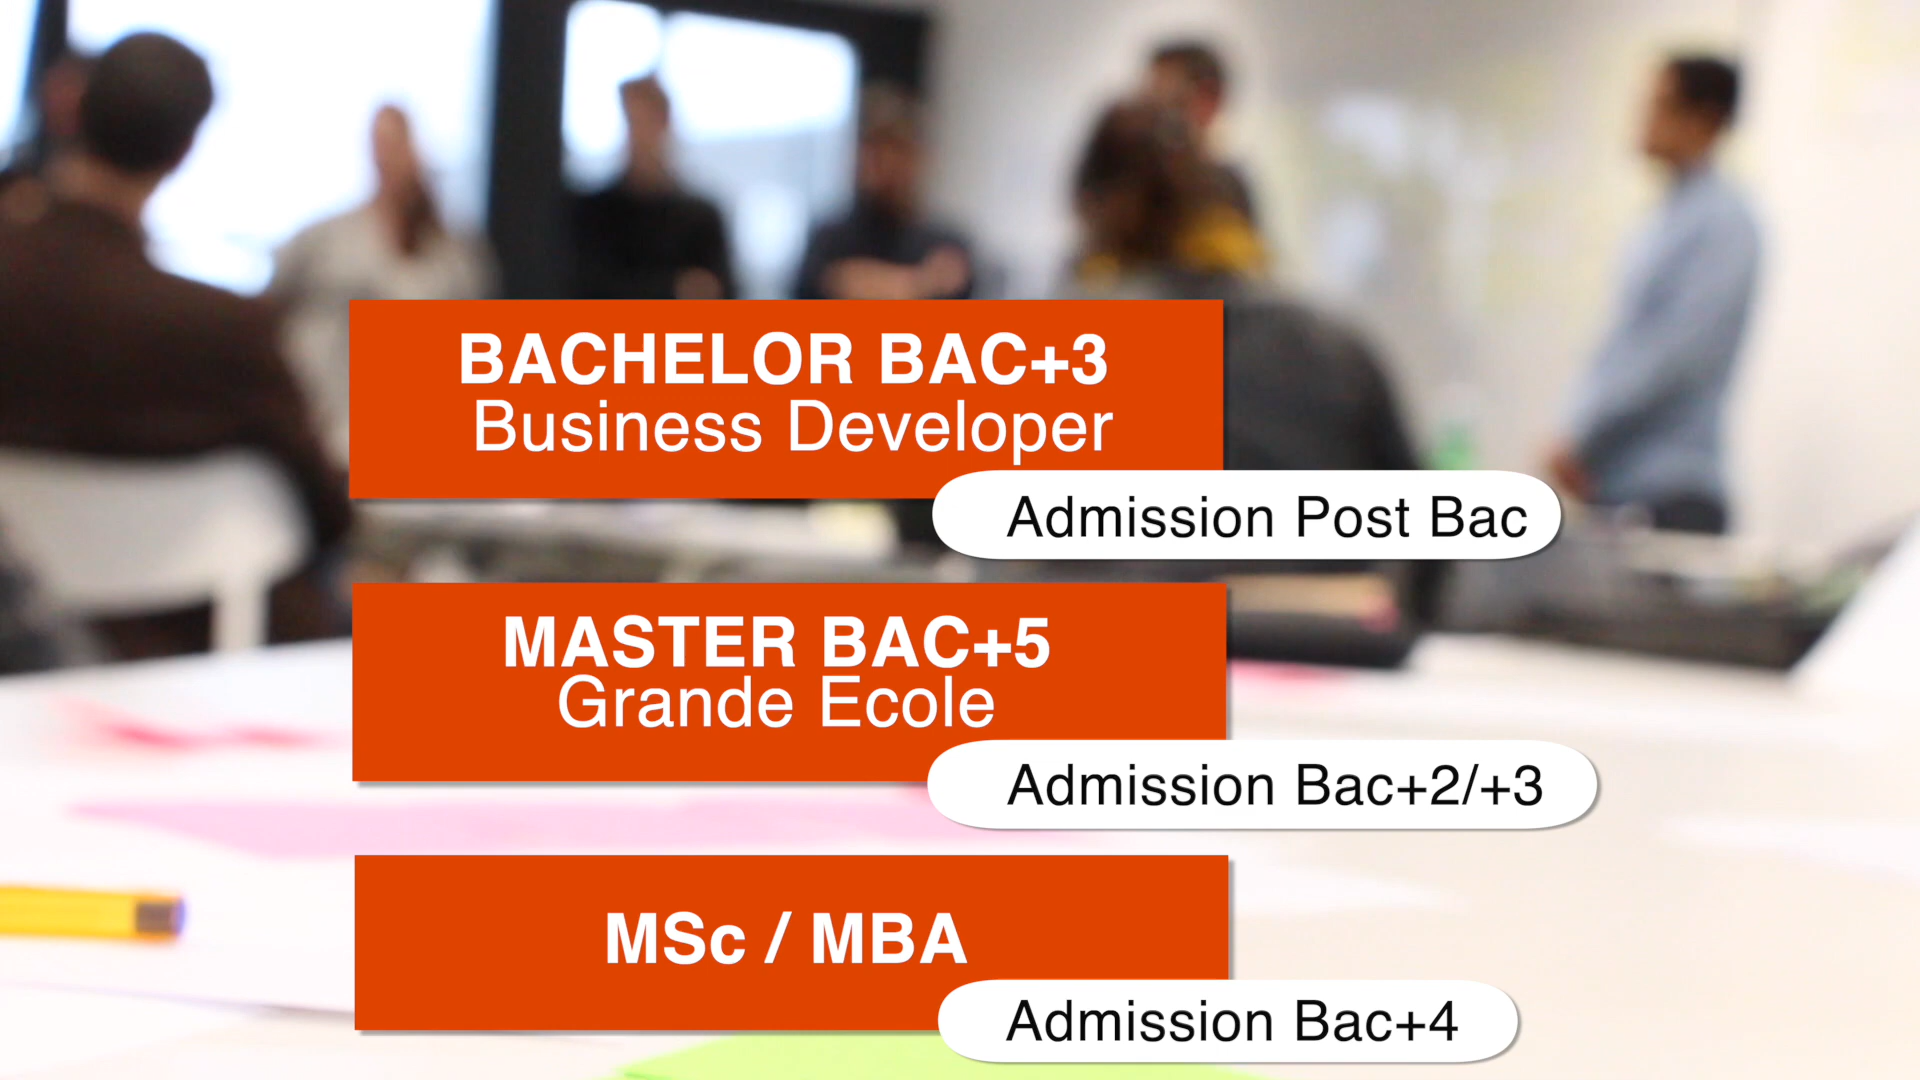 BACHELOR BAC+3
Business Developer
Admission Post Bac
MASTER BAC+5
Grande Ecole
Admission Bac+2/+3
MSc / MBA
Admission Bac+4